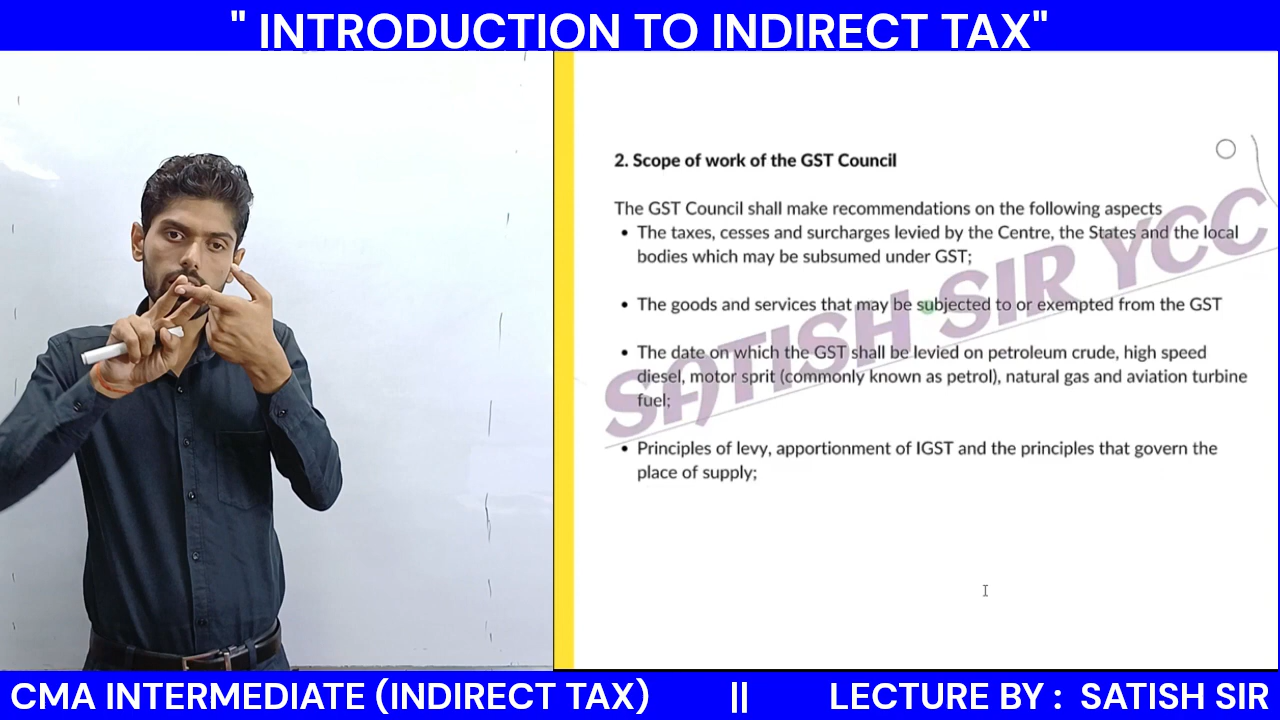 " INTRODUCTION TO INDIRECT TAX"
2. Scope of work of the GST Council
The GST Council shall make recommendations on the following aspects
• The taxes, cesses and surcharges levied by the Centre, the States and the local
bodies which may be subsumed under GST;
• The goods and services that may be subjected to or exempted from the GST
• The date on which the GST shall be levied on petroleum crude, high speed
diesel, motor sprit (commonly known as petrol), natural gas and aviation turbine
fuel;
• Principles of levy, apportionment of IGST and the principles that govern the
place of supply;
SATISH SIR YCC
CMA INTERMEDIATE (INDIRECT TAX) || LECTURE BY : SATISH SIR